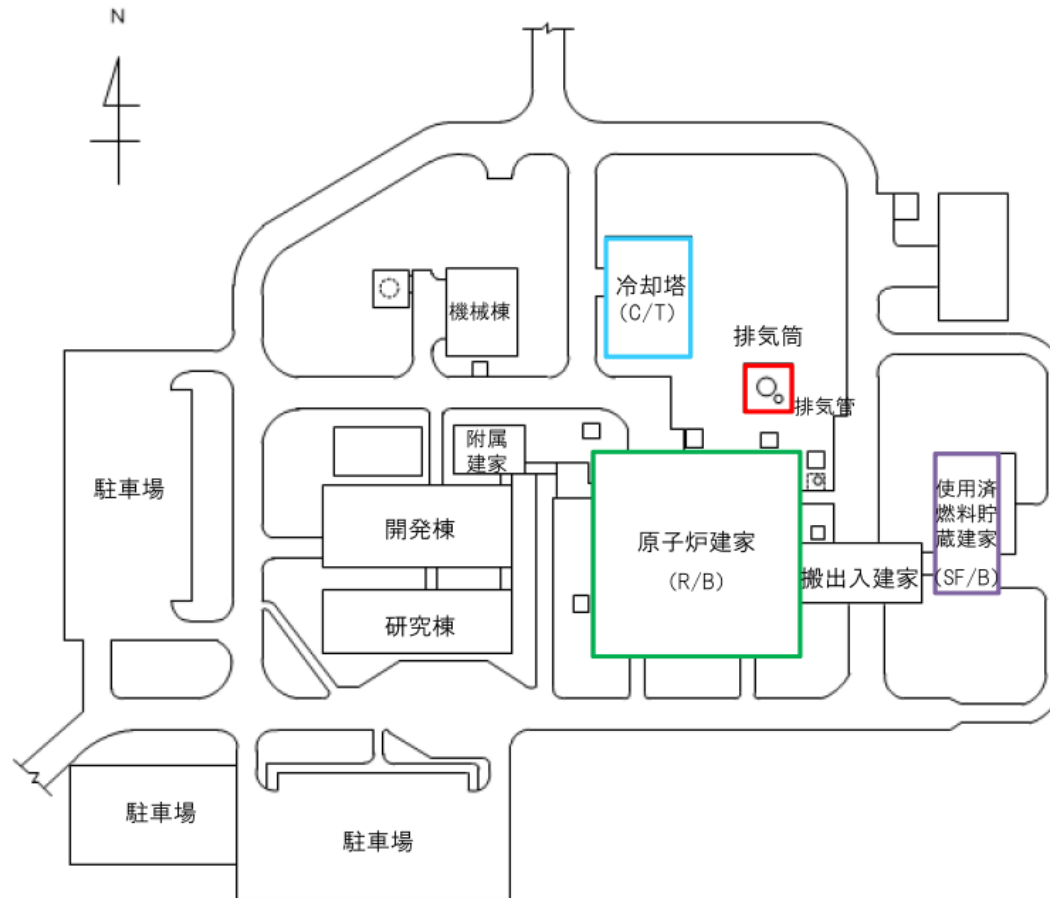 N
冷却塔
(C/T)
機械棟
排気筒
排気管
附属
建家
駐車場
開発棟
原子炉建家
(R/B)
使用済
燃料貯
蔵建家
(SF/B)
搬出入建家
研究棟
駐車場
駐車場